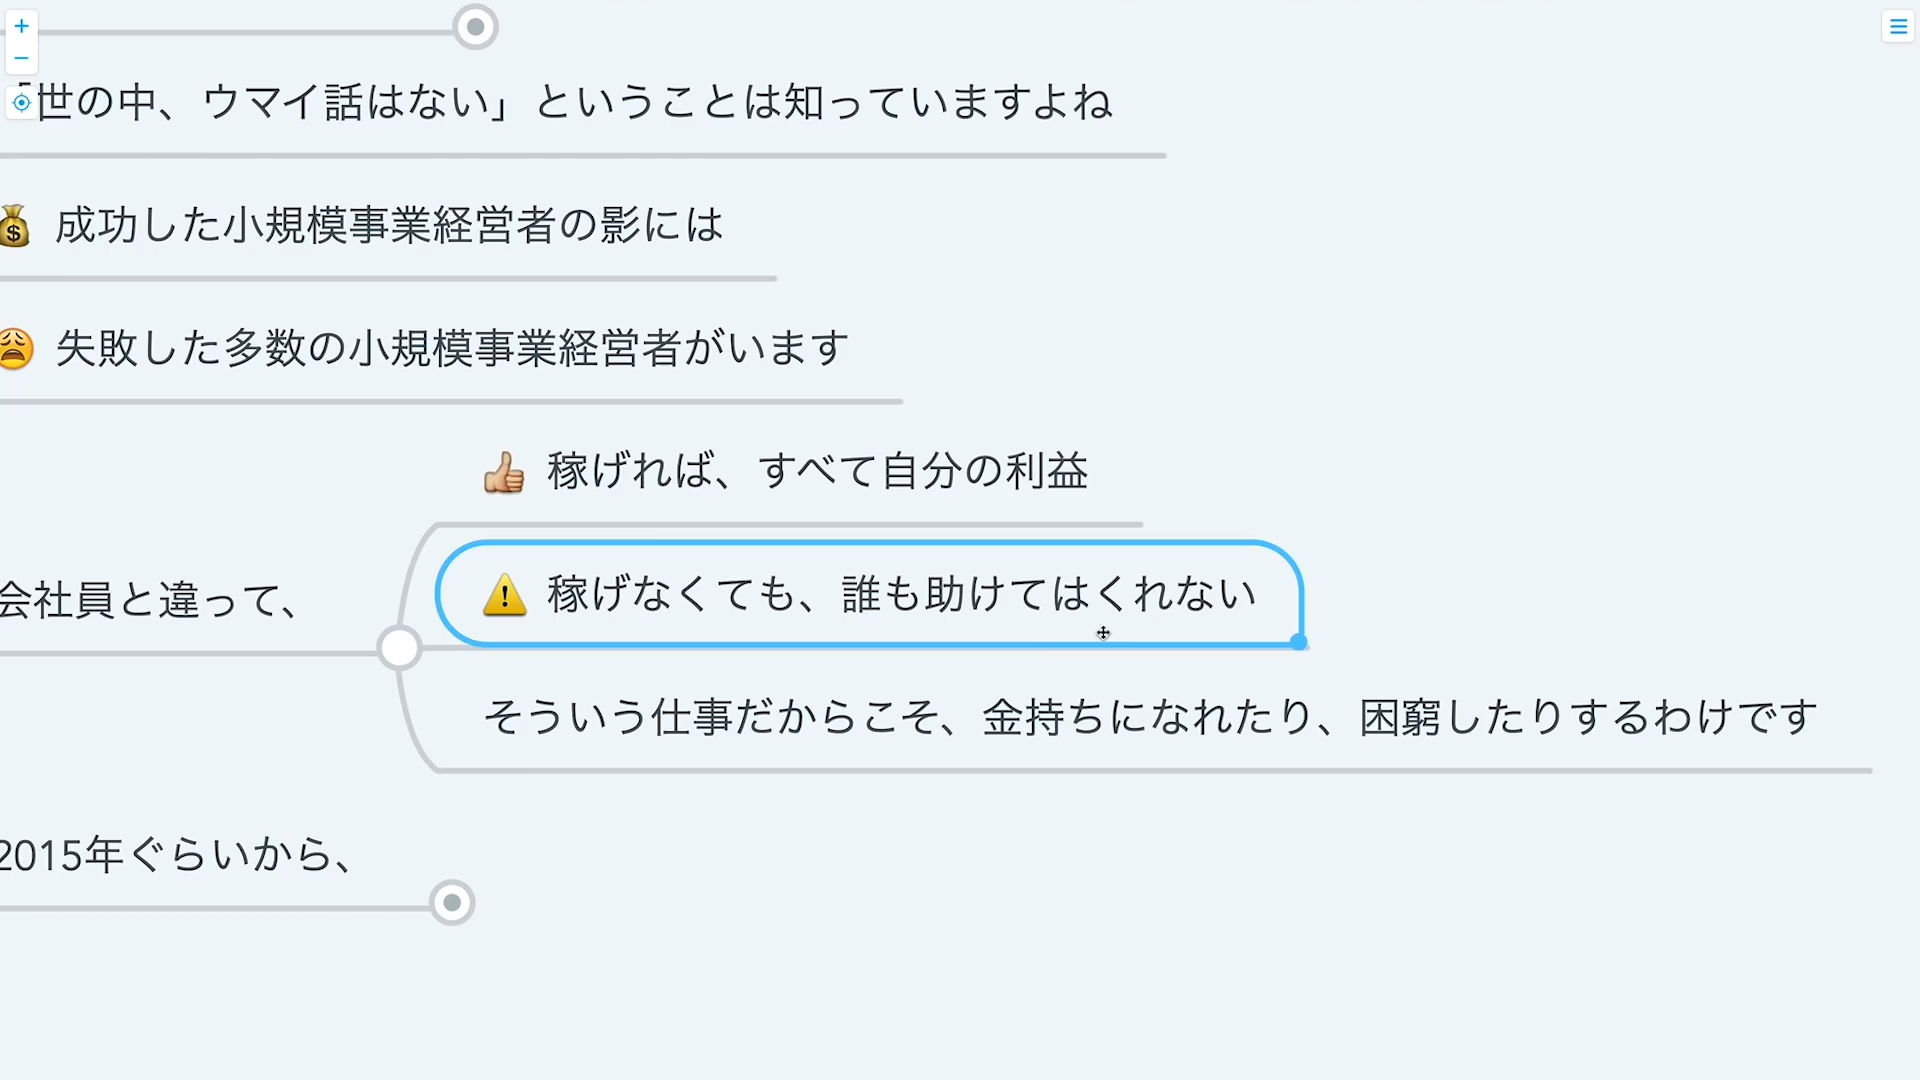 「世の中、ウマイ話はない」ということは知っていますよね
成功した小規模事業経営者の影には
失敗した多数の小規模事業経営者がいます
稼げれば、すべて自分の利益
会社員と違って、
稼げなくても、誰も助けてはくれない
そういう仕事だからこそ、金持ちになれたり、困窮したりするわけです
2015年ぐらいから、